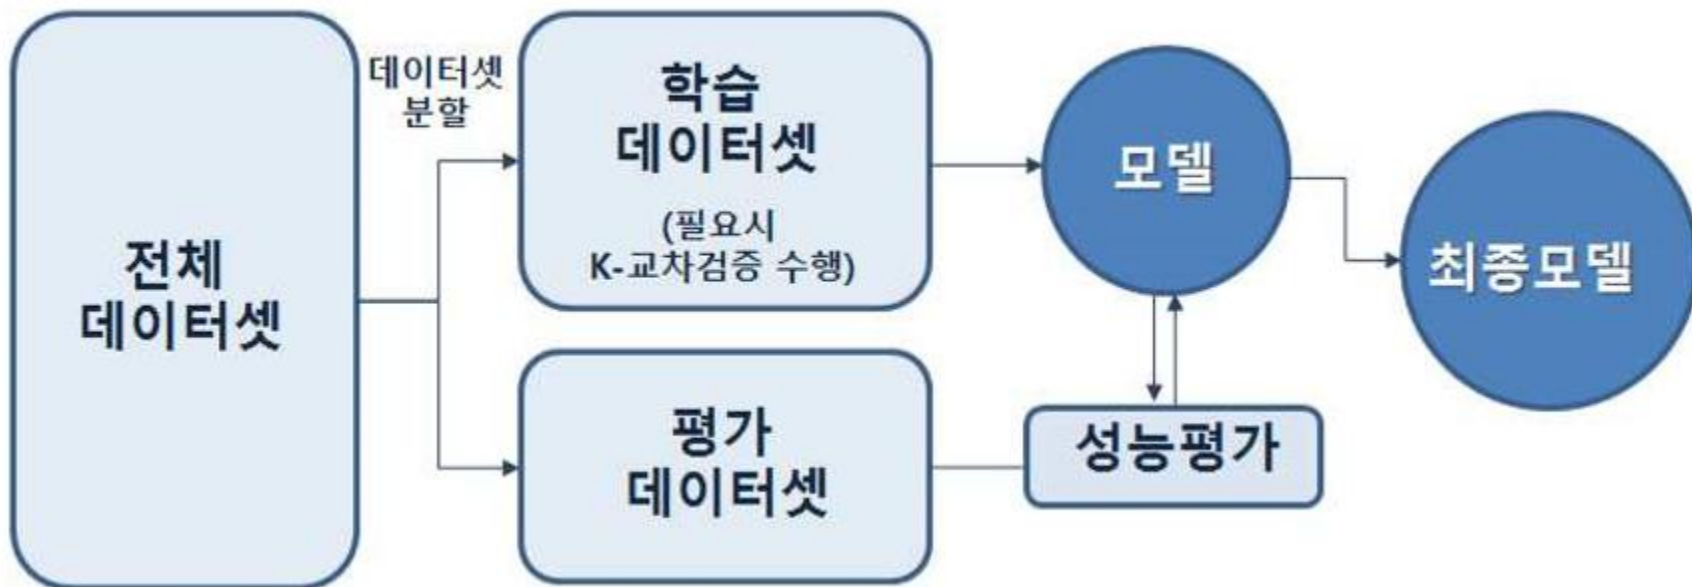 전체
데이터셋
데이터셋
분할
학습
데이터셋
(필요시
K-교차검증 수행)
평가
데이터셋
모델
성능평가
최종모델